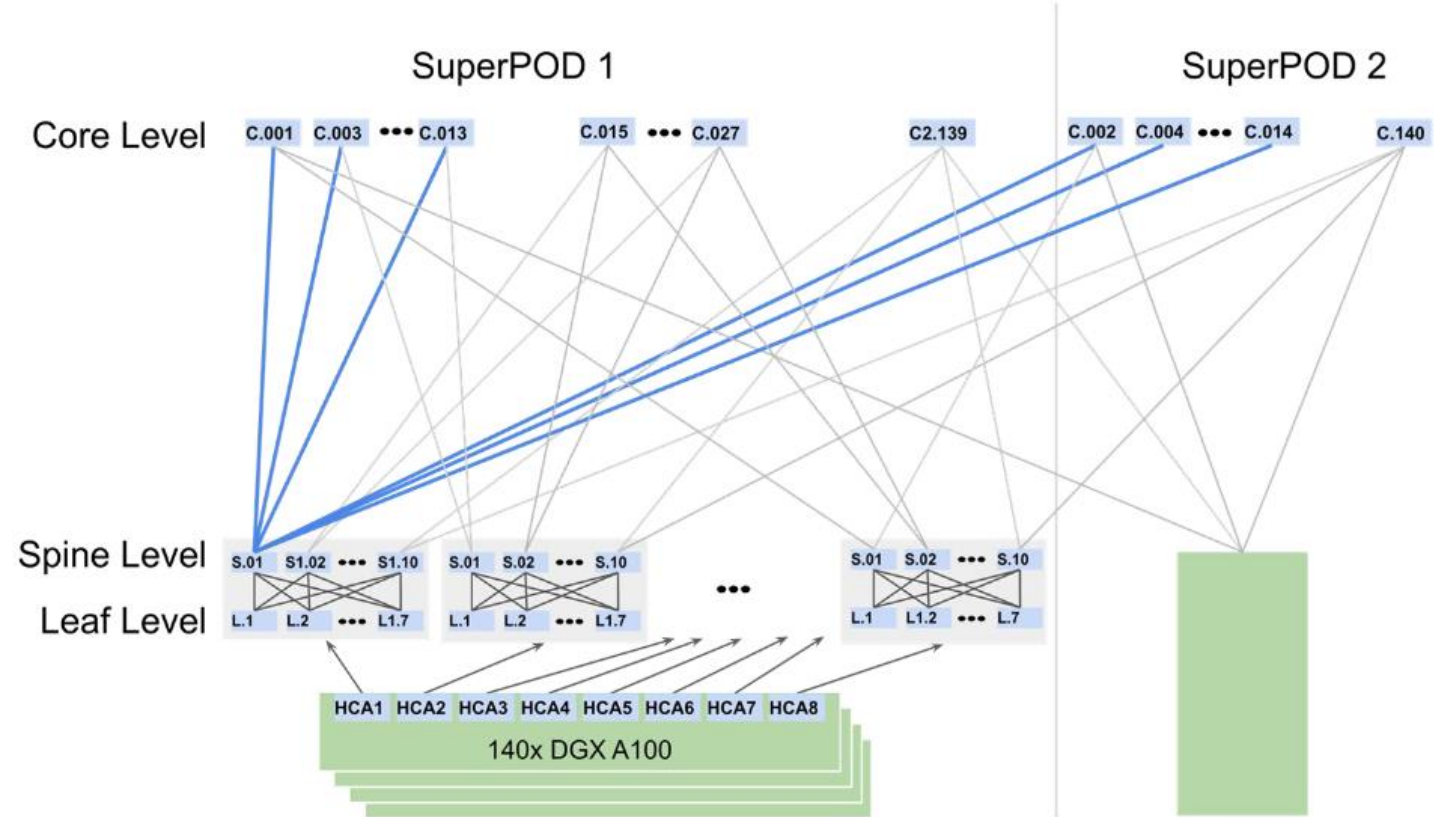 SuperPOD 1
SuperPOD 2
Core Level
C.001 C.003 ••• C.013 C.015 ••• C.027 C2.139 C.002 C.004 ••• C.014 C.140
Spine Level
S.01 S1.02 ••• S1.10 S.01 S.02 ••• S.10 ••• S.01 S.02 ••• S.10
Leaf Level
L.1 L.2 ••• L1.7 L.1 L.2 ••• L1.7 L.1 L1.2 ••• L.7
HCA1 HCA2 HCA3 HCA4 HCA5 HCA6 HCA7 HCA8
140x DGX A100